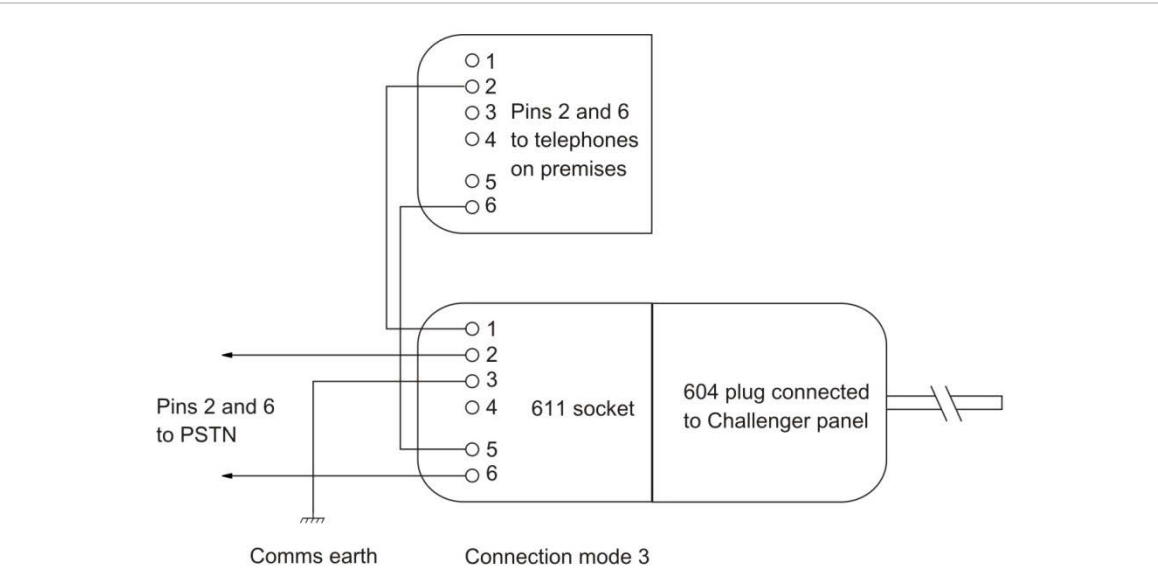 1
2
3 Pins 2 and 6
4 to telephones
on premises
5
6
1
2
3
4
5
6
Pins 2 and 6
to PSTN
611 socket
604 plug connected
to Challenger panel
Comms earth
Connection mode 3